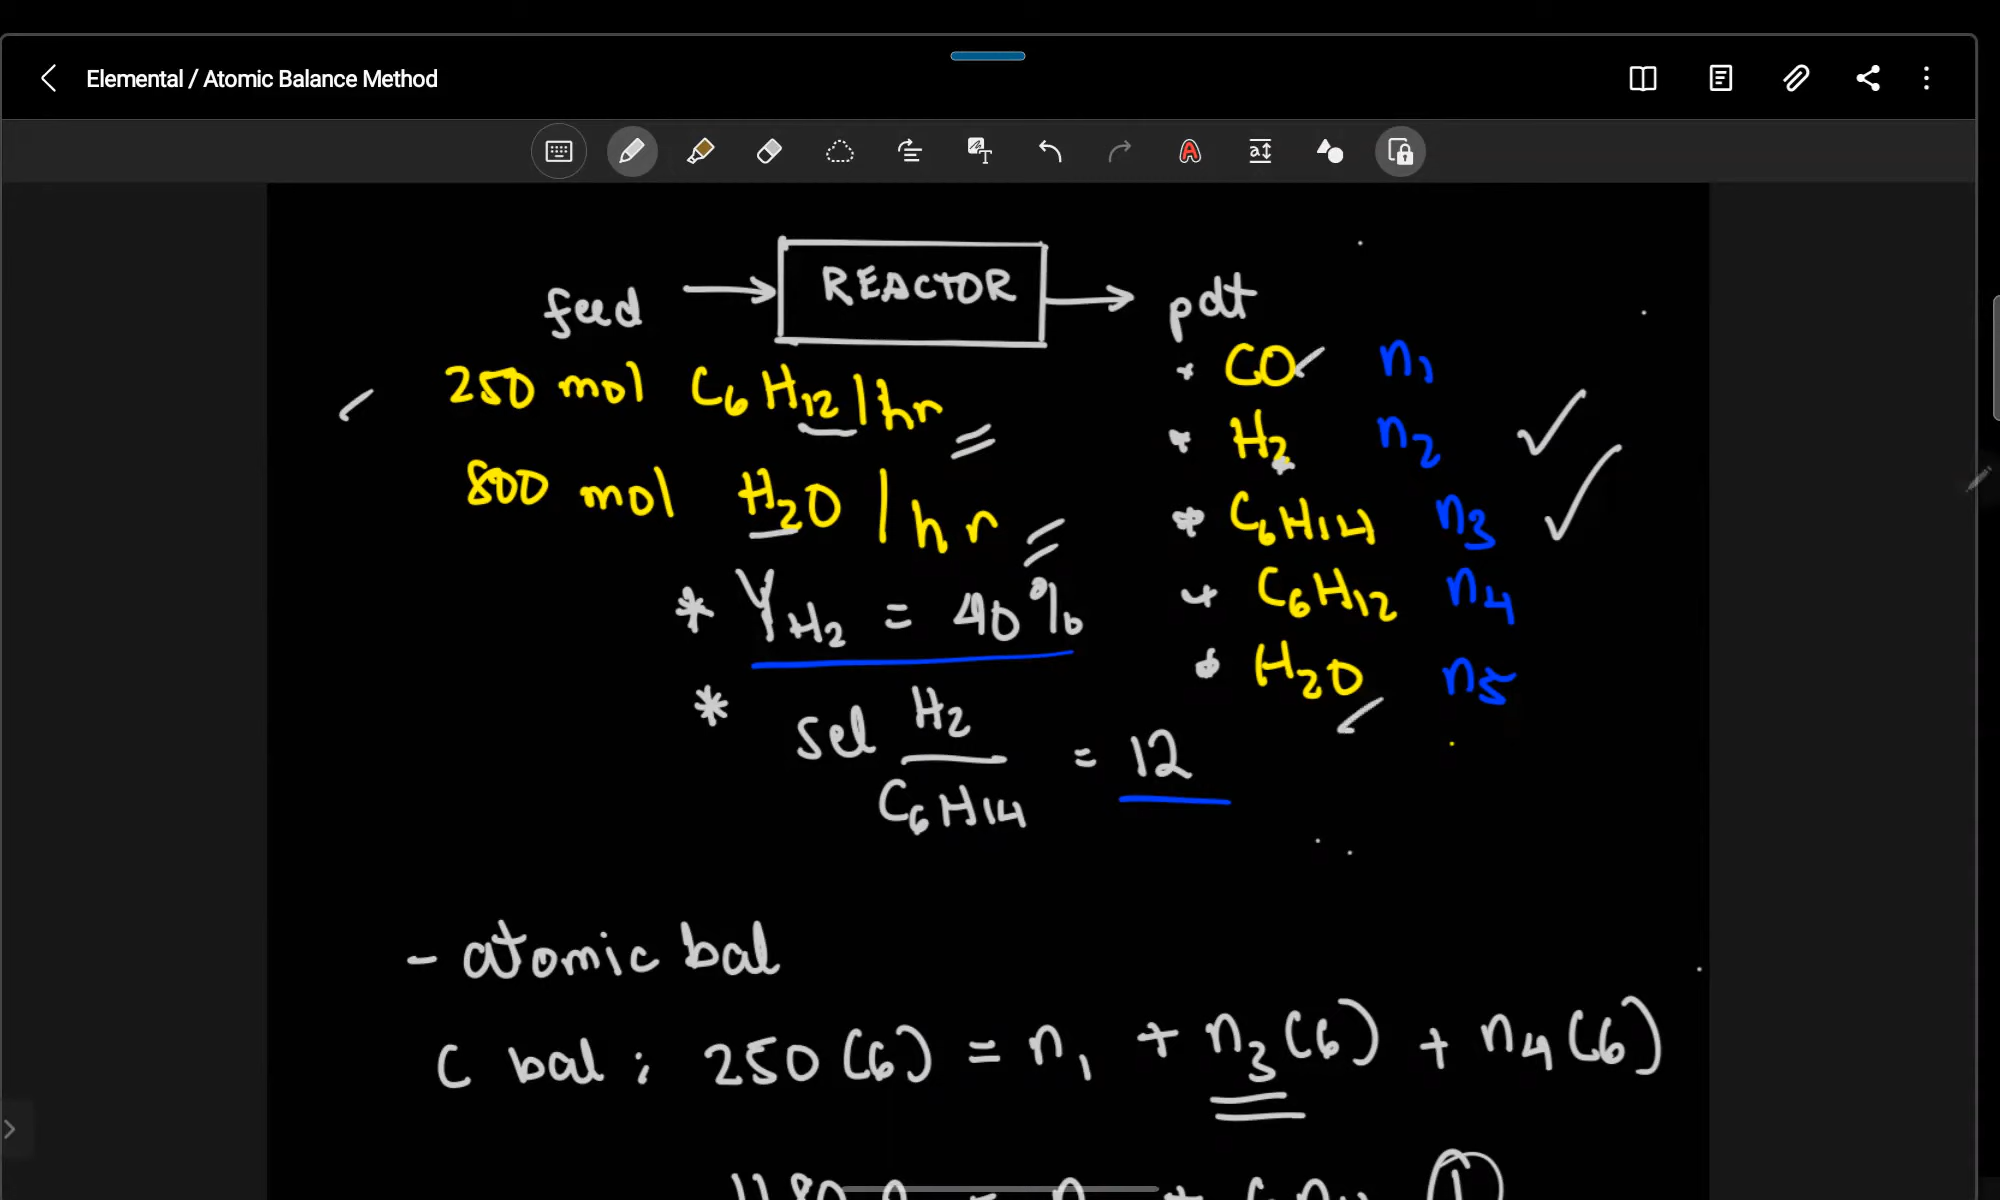 Elemental / Atomic Balance Method
feed → REACTOR → pdt
250 mol C6H12/hr
800 mol H2O/hr
CO n1
H2 n2
C6H14 n3
C6H12 n4
H2O n5
* YH2 = 40%
* sel H2/C6H14 = 12
- atomic bal
C bal ; 250(6) = n1 + n3(6) + n4(6)